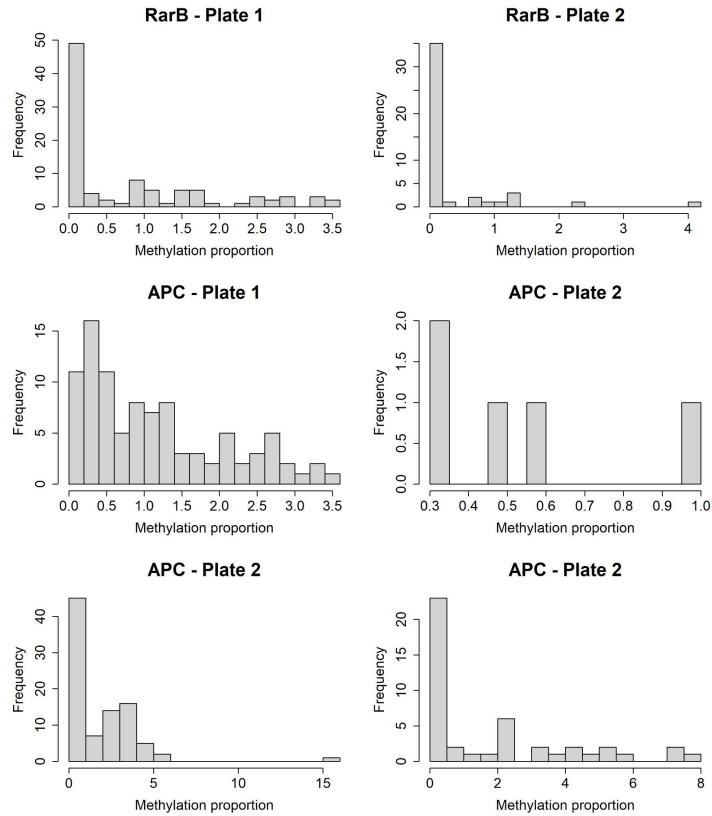 RarB - Plate 1
Frequency
0 10 20 30 40 50
0.0 0.5 1.0 1.5 2.0 2.5 3.0 3.5
Methylation proportion
RarB - Plate 2
Frequency
0 5 10 20 30
0 1 2 3 4
Methylation proportion
APC - Plate 1
Frequency
0 5 10 15
0.0 0.5 1.0 1.5 2.0 2.5 3.0 3.5
Methylation proportion
APC - Plate 2
Frequency
0.0 0.5 1.0 1.5 2.0
0.3 0.4 0.5 0.6 0.7 0.8 0.9 1.0
Methylation proportion
APC - Plate 2
Frequency
0 10 20 30 40
0 5 10 15
Methylation proportion
APC - Plate 2
Frequency
0 5 10 20
0 2 4 6 8
Methylation proportion